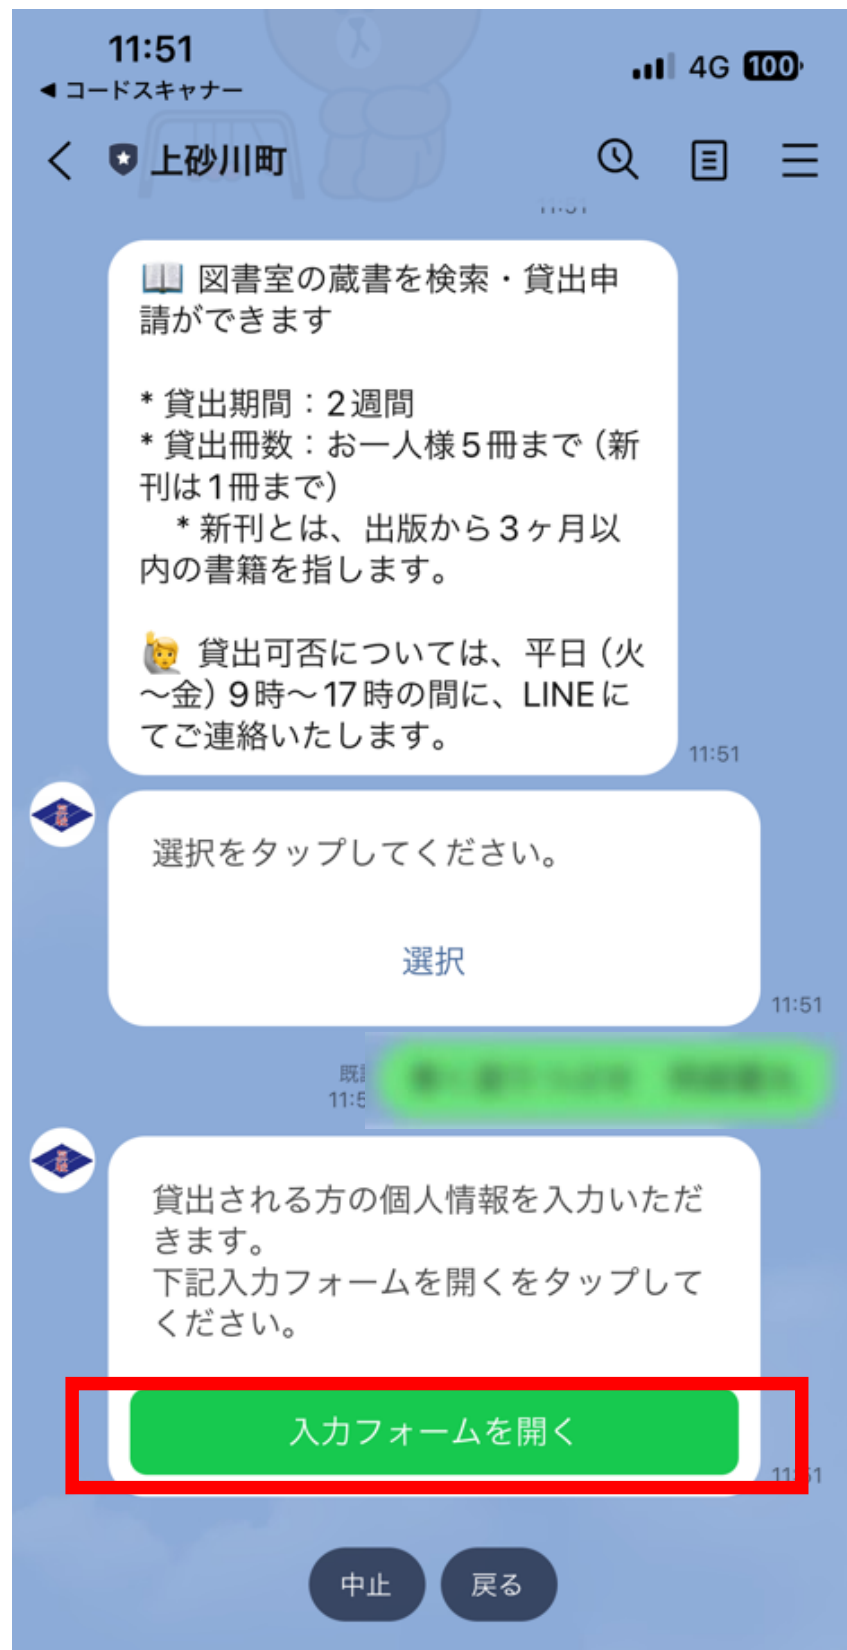 11:51
◀ コードスキャナー
4G 100
上砂川町
11:51
📖 図書室の蔵書を検索・貸出申
請ができます
* 貸出期間：2週間
* 貸出冊数：お一人様5冊まで（新
刊は1冊まで）
* 新刊とは、出版から3ヶ月以
内の書籍を指します。
🙋 貸出可否については、平日（火
～金）9時～17時の間に、LINEに
てご連絡いたします。
11:51
選択をタップしてください。
選択
11:51
既
11:5
貸出される方の個人情報を入力いただ
きます。
下記入力フォームを開くをタップして
ください。
入力フォームを開く
11:51
中止
戻る